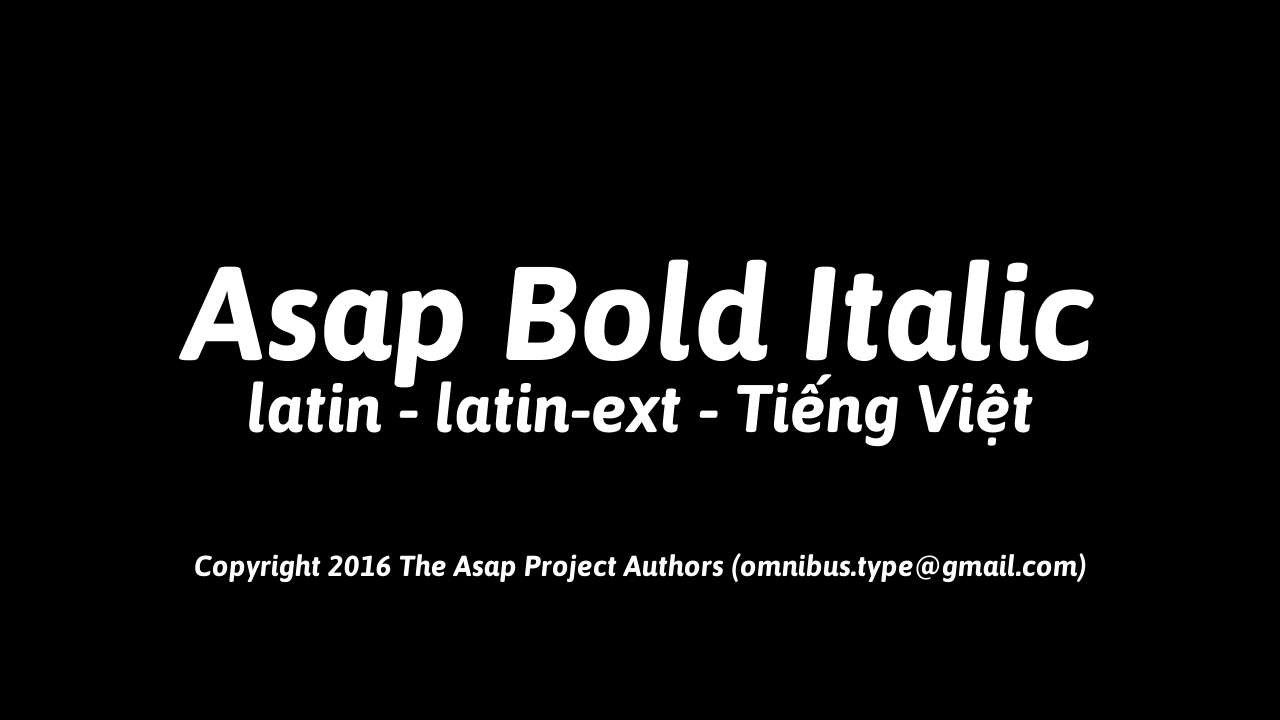 Asap Bold Italic
latin - latin-ext - Tiếng Việt
Copyright 2016 The Asap Project Authors (omnibus.type@gmail.com)